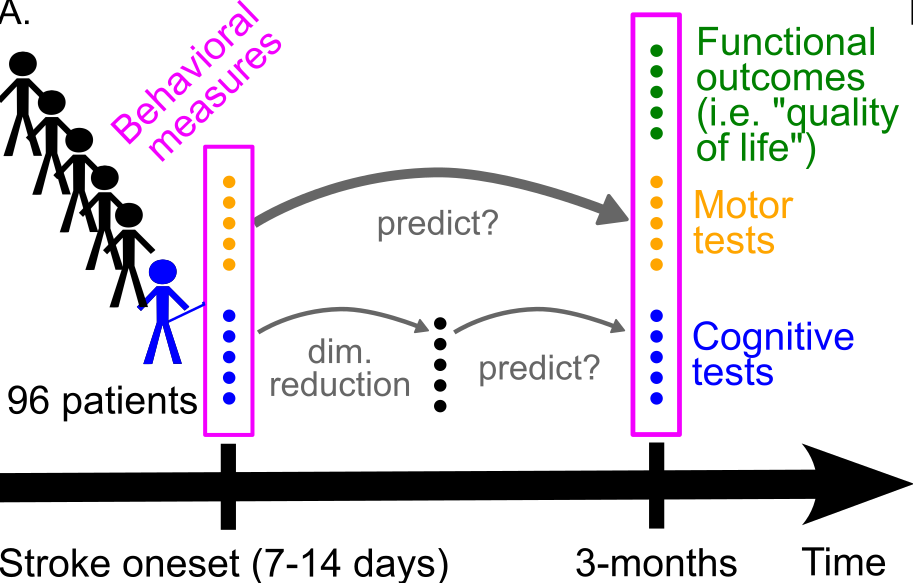 A.
Behavioral
measures
Functional
outcomes
(i.e. "quality
of life")
predict?
Motor
tests
dim.
reduction
predict?
Cognitive
tests
96 patients
Stroke oneset (7-14 days)
3-months
Time